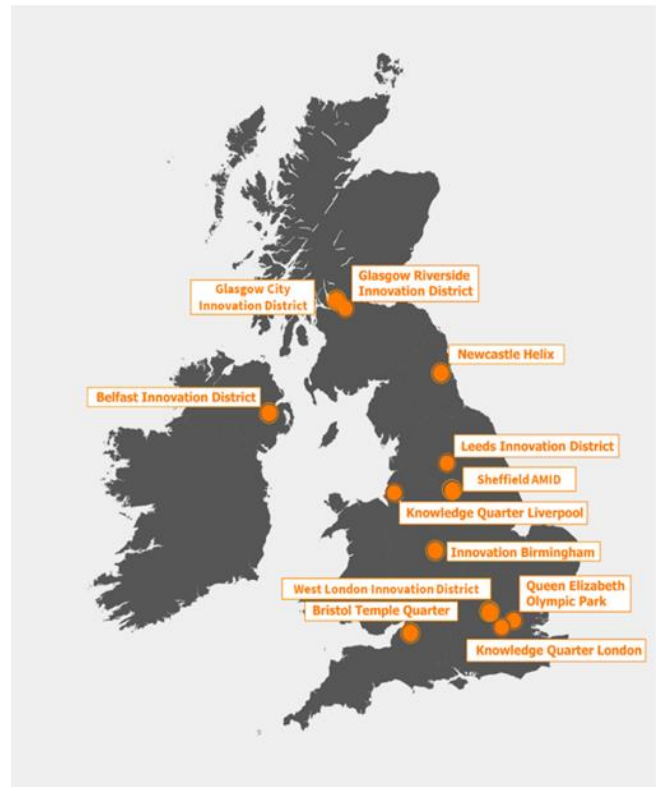 Glasgow City
Innovation District
Glasgow Riverside
Innovation District
Newcastle Helix
Belfast Innovation District
Leeds Innovation District
Sheffield AMID
Knowledge Quarter Liverpool
Innovation Birmingham
West London Innovation District
Queen Elizabeth
Olympic Park
Bristol Temple Quarter
Knowledge Quarter London